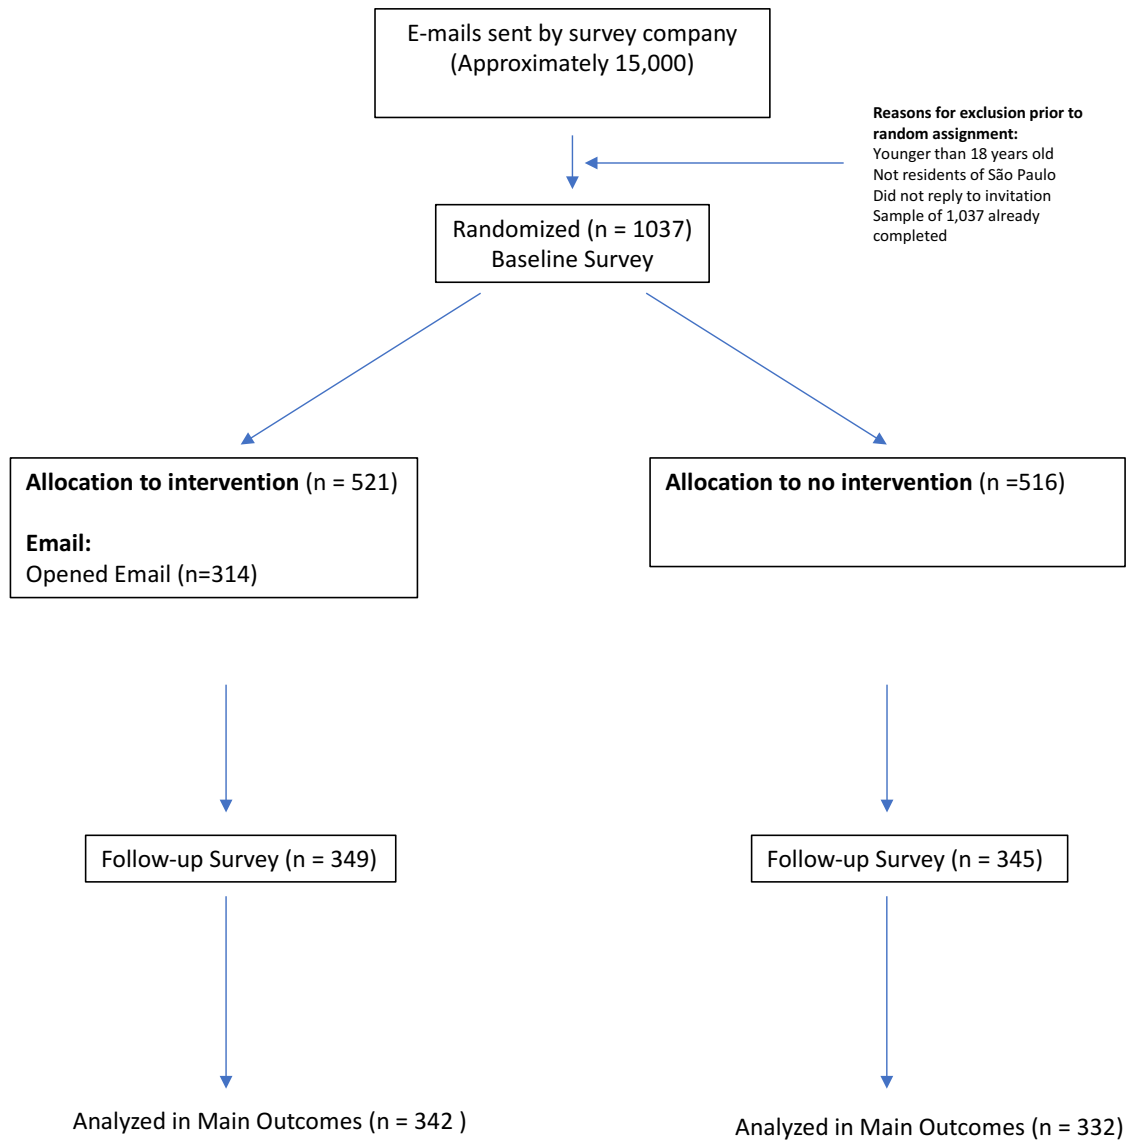 E-mails sent by survey company
(Approximately 15,000)
Reasons for exclusion prior to
random assignment:
Younger than 18 years old
Not residents of São Paulo
Did not reply to invitation
Sample of 1,037 already
completed
Randomized (n = 1037)
Baseline Survey
Allocation to intervention (n = 521)
Email:
Opened Email (n=314)
Allocation to no intervention (n =516)
Follow-up Survey (n = 349)
Follow-up Survey (n = 345)
Analyzed in Main Outcomes (n = 342 )
Analyzed in Main Outcomes (n = 332)